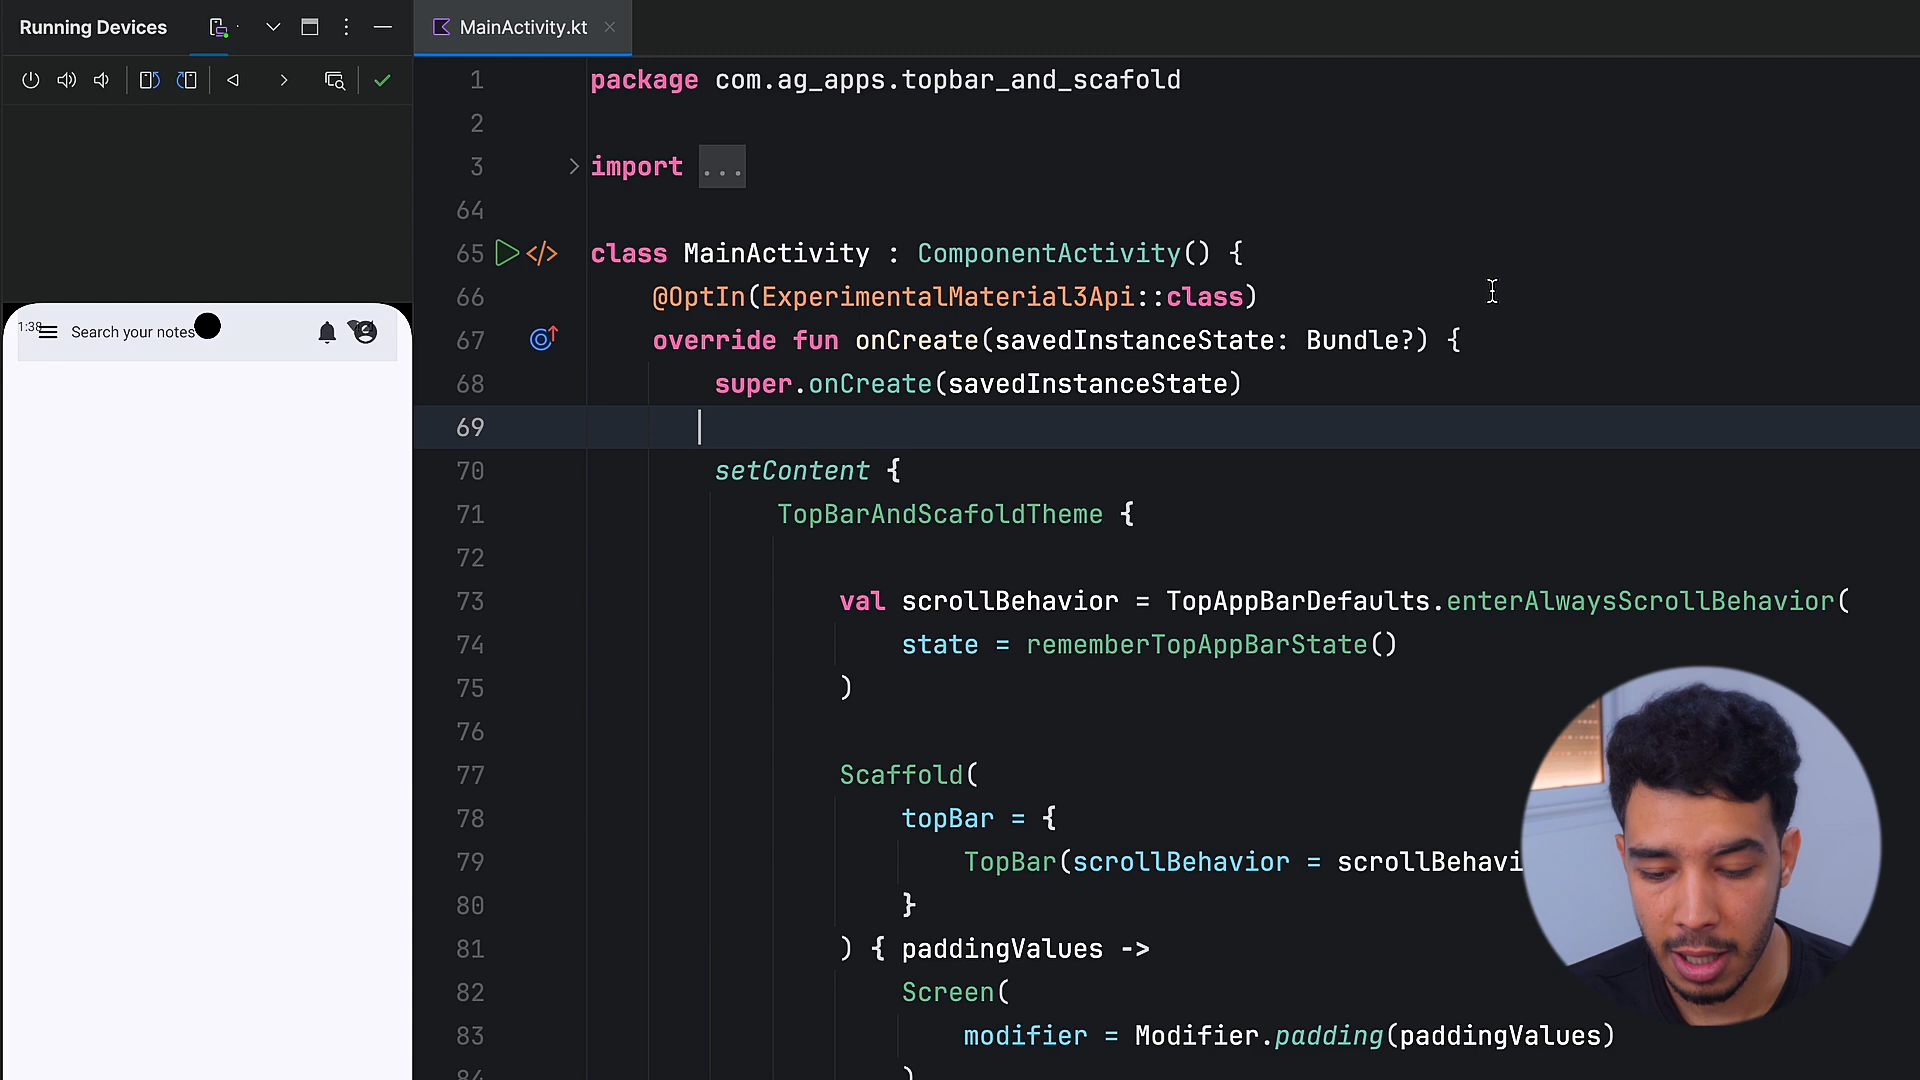 Running Devices
MainActivity.kt
1:38
Search your notes
1 package com.ag_apps.topbar_and_scafold
2
3 import ...
64
65 class MainActivity : ComponentActivity() {
66 @OptIn(ExperimentalMaterial3Api::class)
67 override fun onCreate(savedInstanceState: Bundle?) {
68 super.onCreate(savedInstanceState)
69
70 setContent {
71 TopBarAndScafoldTheme {
72
73 val scrollBehavior = TopAppBarDefaults.enterAlwaysScrollBehavior(
74 state = rememberTopAppBarState()
75 )
76
77 Scaffold(
78 topBar = {
79 TopBar(scrollBehavior = scrollBehavi
80 }
81 ) { paddingValues ->
82 Screen(
83 modifier = Modifier.padding(paddingValues)
84 )